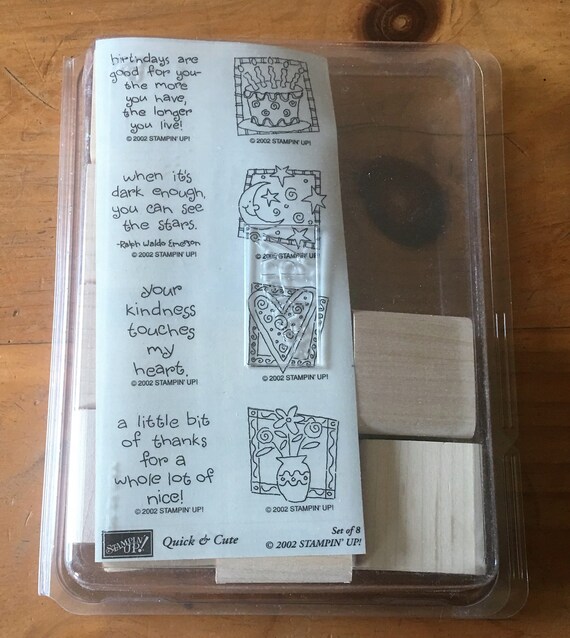 birthdays are
good for you-
the more
you have,
the longer
you live!
© 2002 STAMPIN' UP!
© 2002 STAMPIN' UP!
when it's
dark enough,
you can see
the stars.
-Ralph Waldo Emerson
© 2002 STAMPIN' UP!
© 2002 STAMPIN' UP!
your
kindness
touches
my
heart.
© 2002 STAMPIN' UP!
© 2002 STAMPIN' UP!
a little bit
of thanks
for a
whole lot of
nice!
© 2002 STAMPIN' UP!
© 2002 STAMPIN' UP!
STAMPIN' UP!
Quick & Cute
Set of 8
© 2002 STAMPIN' UP!